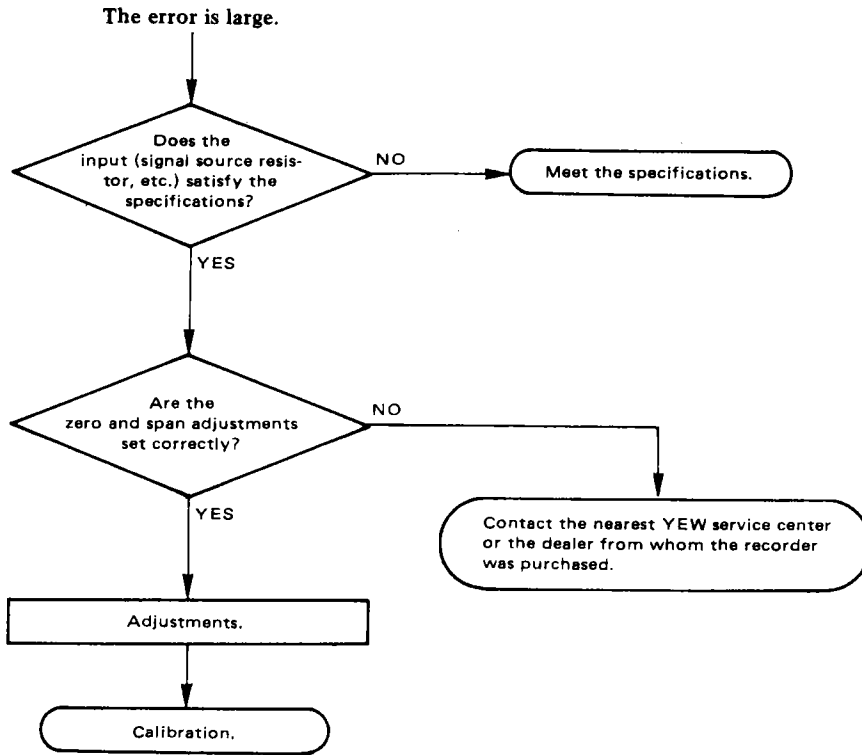 The error is large.
Does the
input (signal source resis-
tor, etc.) satisfy the
specifications?
NO
Meet the specifications.
YES
Are the
zero and span adjustments
set correctly?
NO
YES
Contact the nearest YEW service center
or the dealer from whom the recorder
was purchased.
Adjustments.
Calibration.